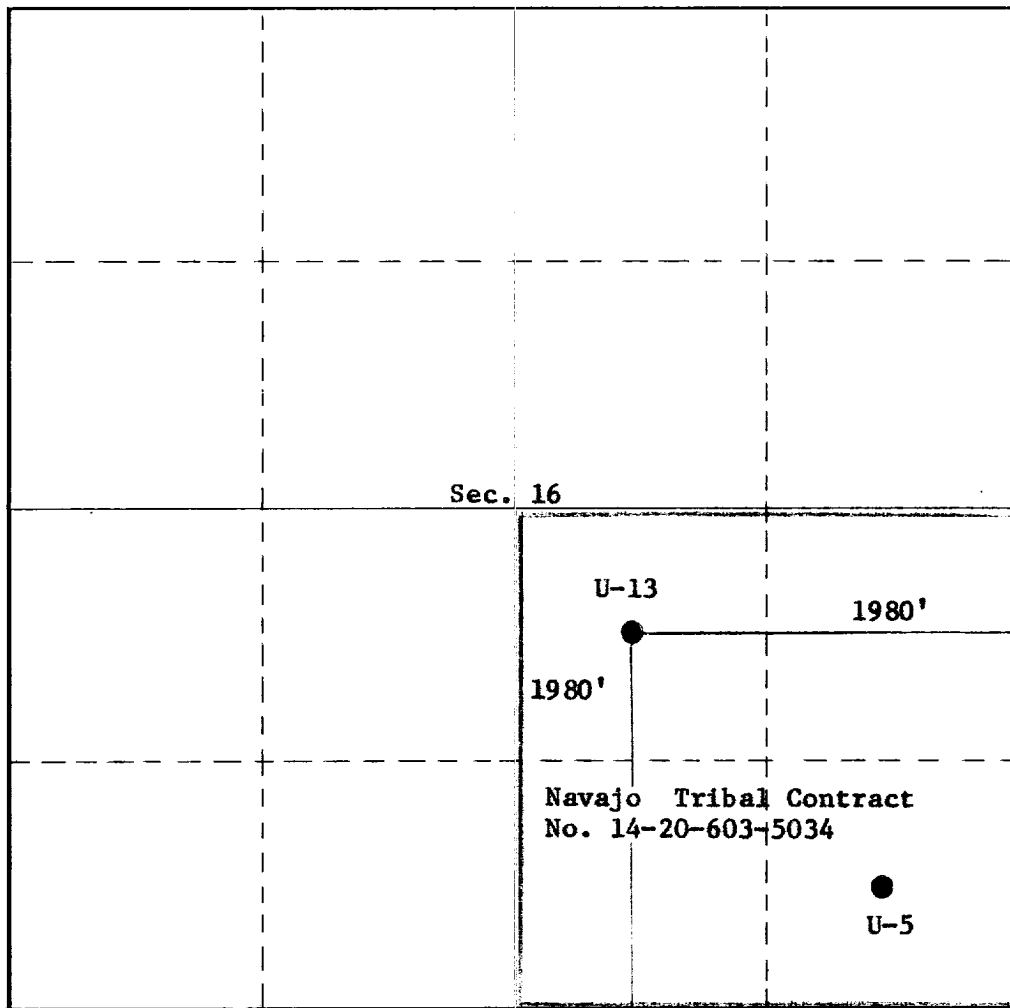 Sec. 16
U-13
1980'
1980'
Navajo Tribal Contract
No. 14-20-603-5034
U-5